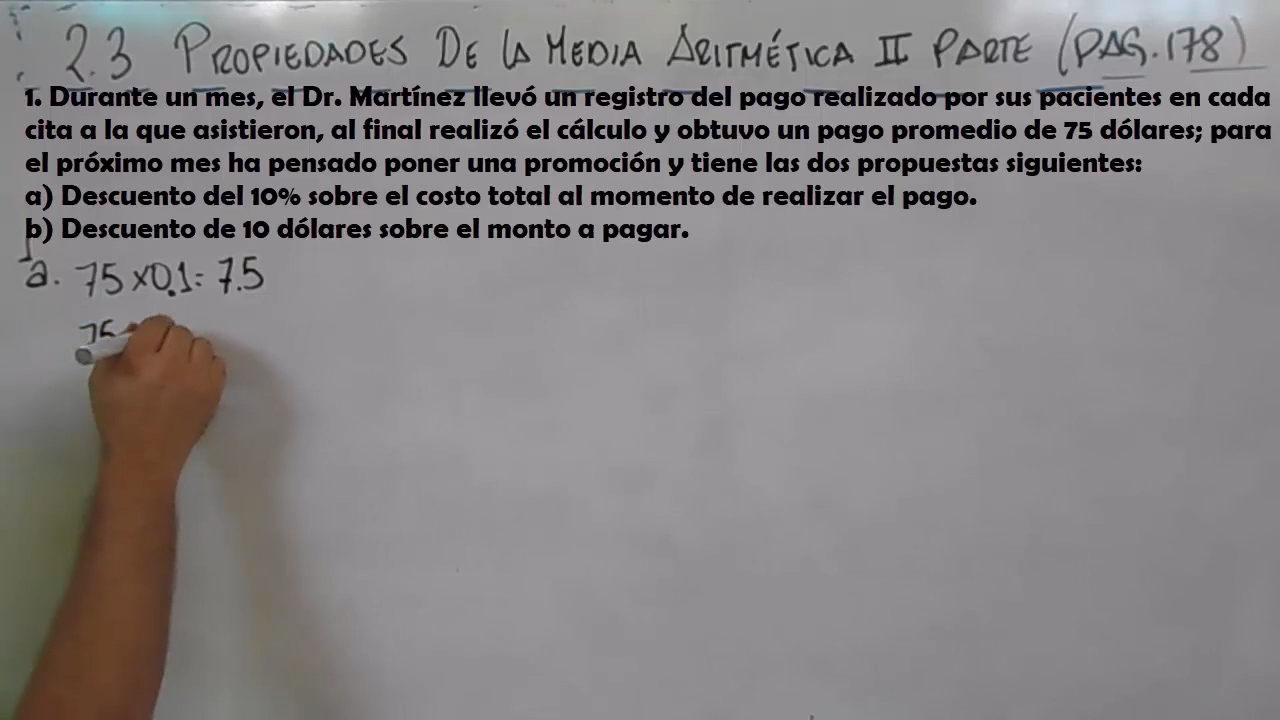 2.3 PROPIEDADES DE LA MEDIA ARITMÉTICA II PARTE (PAG. 178)
1. Durante un mes, el Dr. Martínez llevó un registro del pago realizado por sus pacientes en cada
cita a la que asistieron, al final realizó el cálculo y obtuvo un pago promedio de 75 dólares; para
el próximo mes ha pensado poner una promoción y tiene las dos propuestas siguientes:
a) Descuento del 10% sobre el costo total al momento de realizar el pago.
b) Descuento de 10 dólares sobre el monto a pagar.
a. 75 x 0.1 = 7.5
75